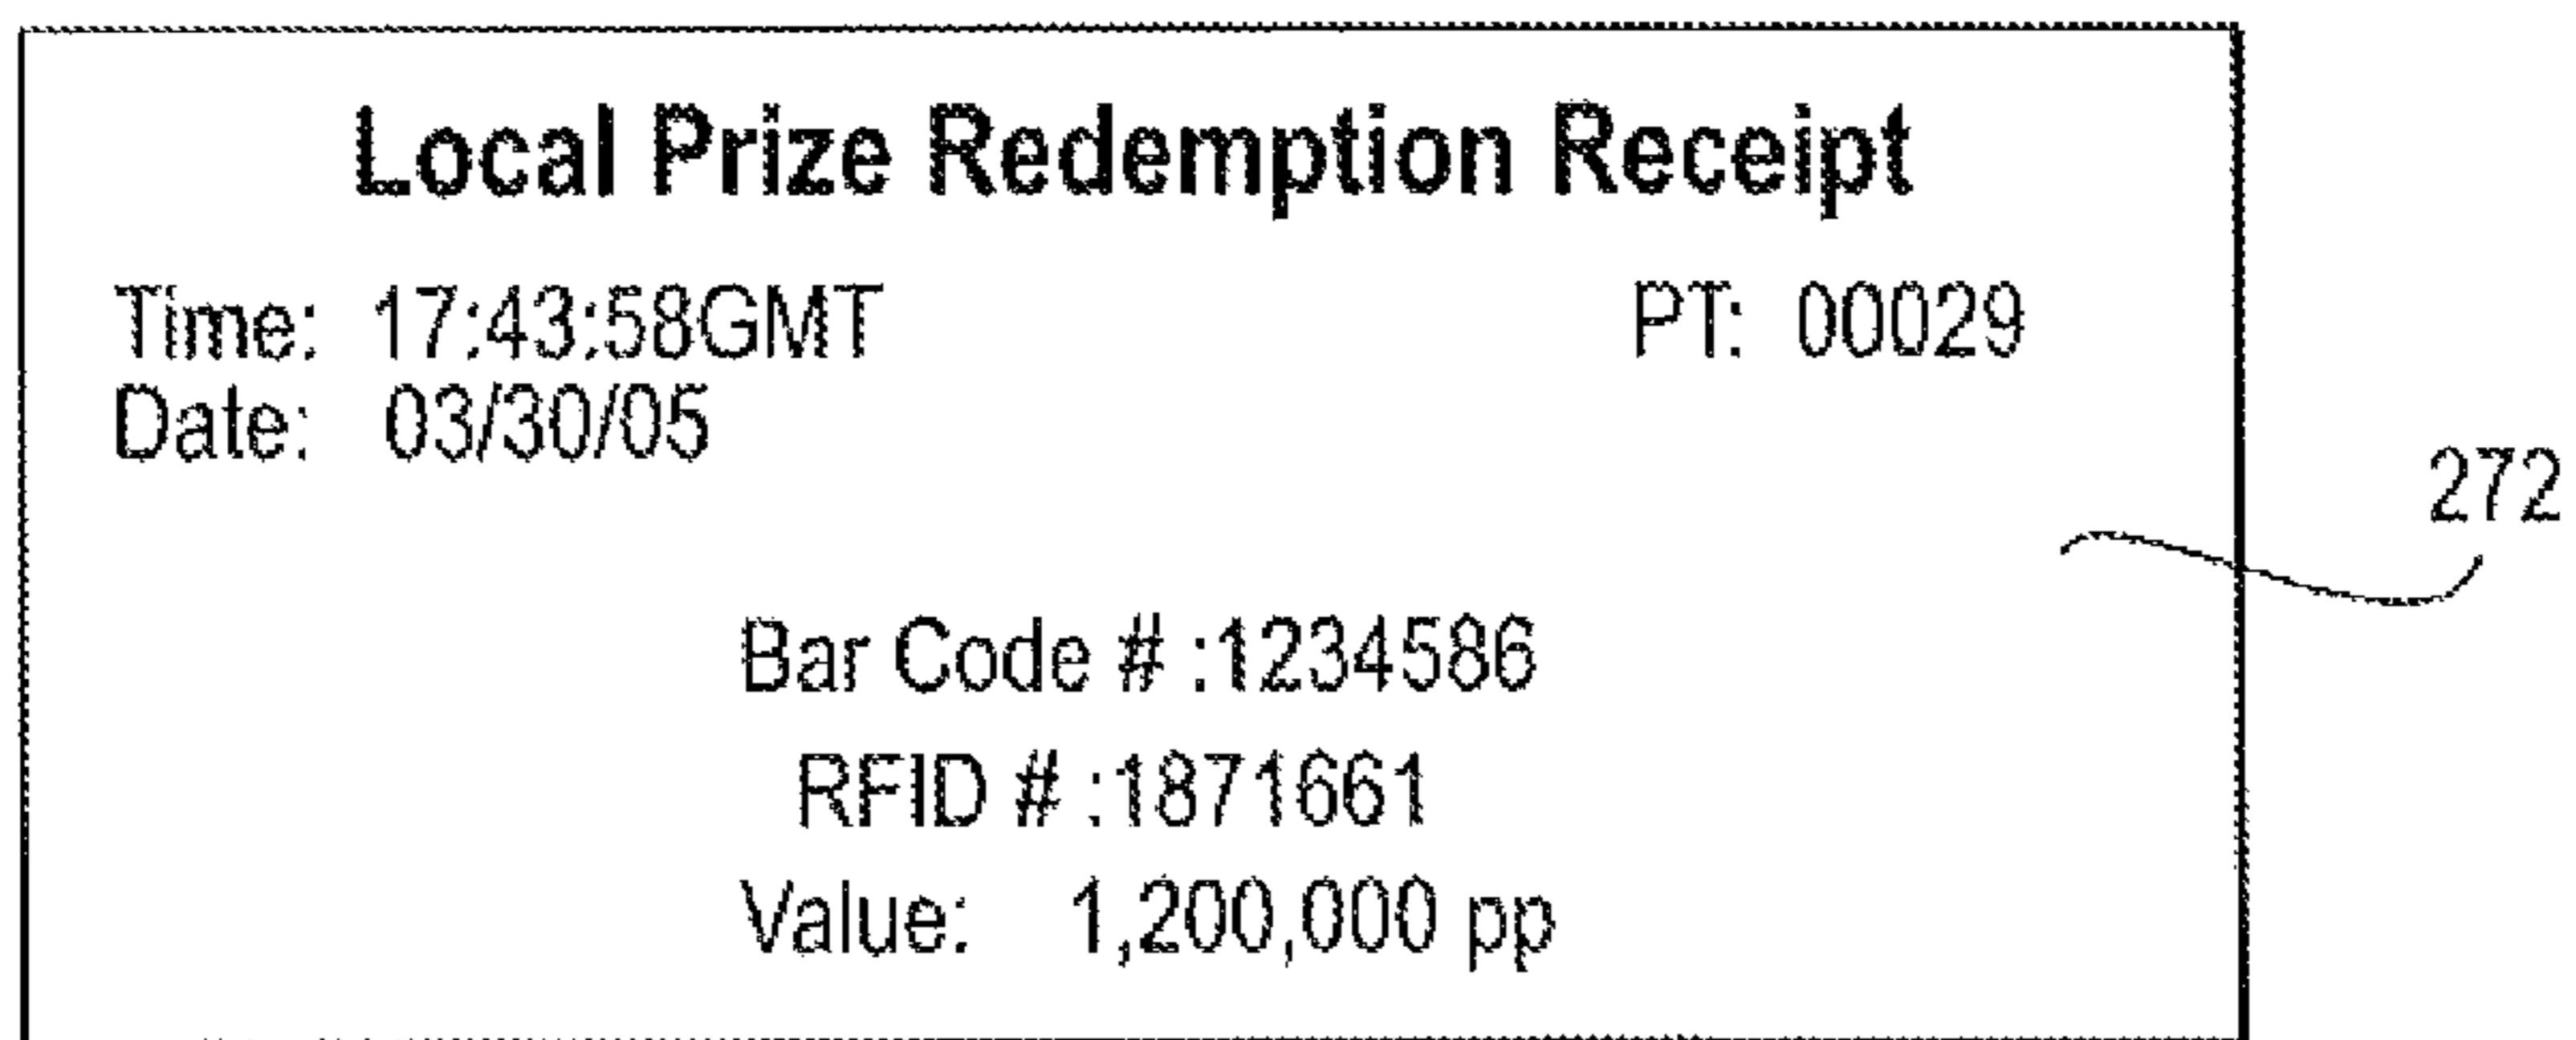 Local Prize Redemption Receipt
Time: 17:43:58GMT PT: 00029
Date: 03/30/05
272
Bar Code # :1234586
RFID # :1871661
Value: 1,200,000 pp